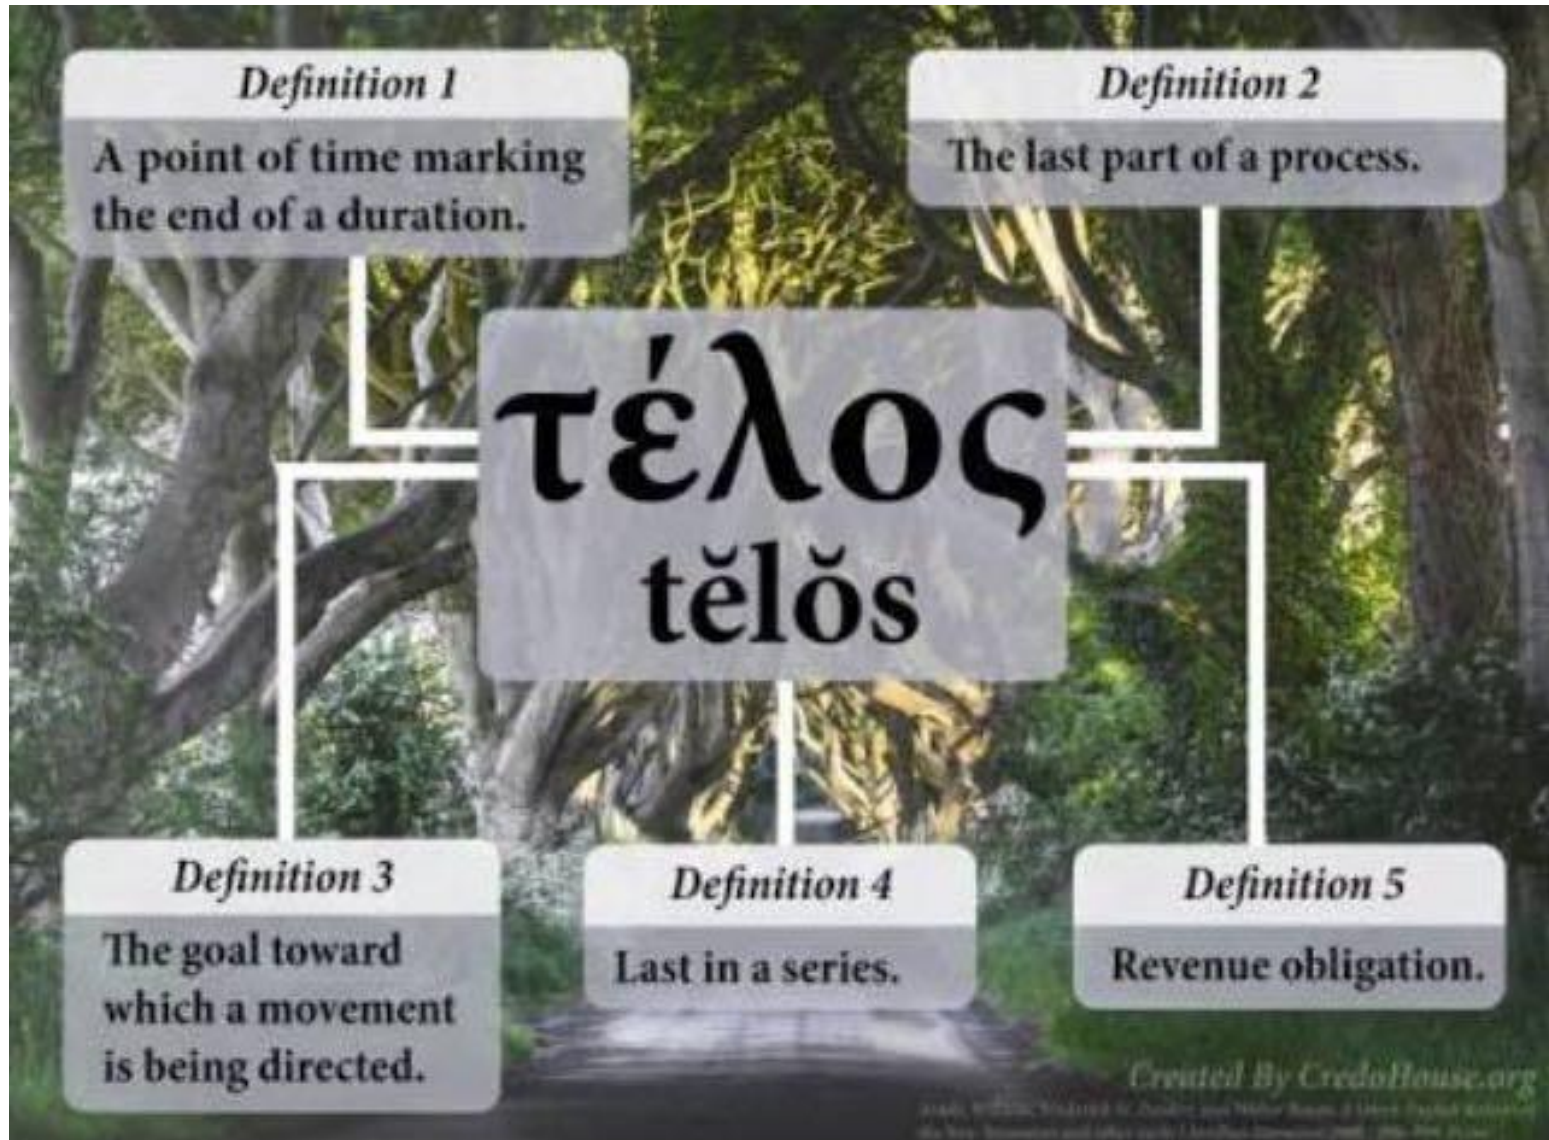 Definition 1
A point of time marking
the end of a duration.
Definition 2
The last part of a process.
τέλος
tĕlŏs
Definition 3
The goal toward
which a movement
is being directed.
Definition 4
Last in a series.
Definition 5
Revenue obligation.
Created By CredoHouse.org